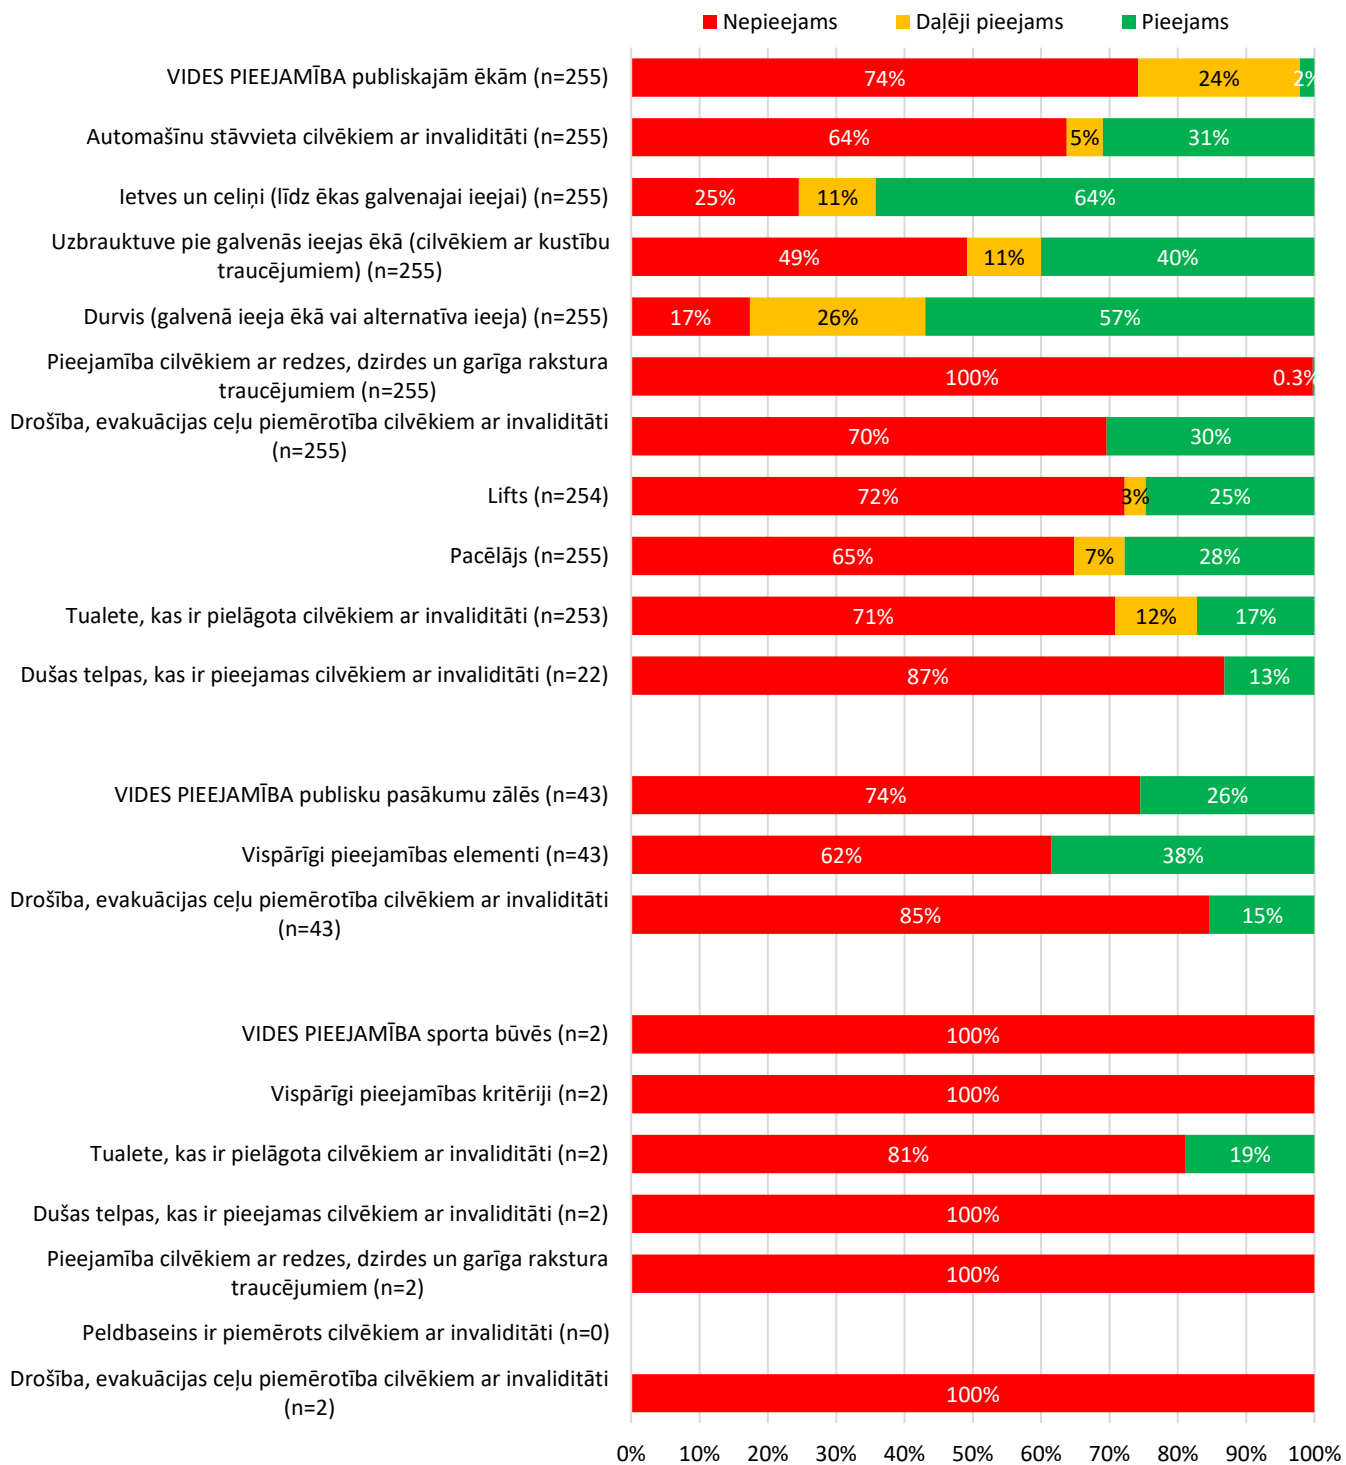 Nepieejams Daļēji pieejams Pieejams
VIDES PIEEJAMĪBA publiskajām ēkām (n=255) 74% 24% 2%
Automašīnu stāvvieta cilvēkiem ar invaliditāti (n=255) 64% 5% 31%
Ietves un celiņi (līdz ēkas galvenajai ieejai) (n=255) 25% 11% 64%
Uzbrauktuve pie galvenās ieejas ēkā (cilvēkiem ar kustību
traucējumiem) (n=255) 49% 11% 40%
Durvis (galvenā ieeja ēkā vai alternatīva ieeja) (n=255) 17% 26% 57%
Pieejamība cilvēkiem ar redzes, dzirdes un garīga rakstura
traucējumiem (n=255) 100% 0.3%
Drošība, evakuācijas ceļu piemērotība cilvēkiem ar invaliditāti
(n=255) 70% 30%
Lifts (n=254) 72% 3% 25%
Pacēlājs (n=255) 65% 7% 28%
Tualete, kas ir pielāgota cilvēkiem ar invaliditāti (n=253) 71% 12% 17%
Dušas telpas, kas ir pieejamas cilvēkiem ar invaliditāti (n=22) 87% 13%
VIDES PIEEJAMĪBA publisku pasākumu zālēs (n=43) 74% 26%
Vispārīgi pieejamības elementi (n=43) 62% 38%
Drošība, evakuācijas ceļu piemērotība cilvēkiem ar invaliditāti
(n=43) 85% 15%
VIDES PIEEJAMĪBA sporta būvēs (n=2) 100%
Vispārīgi pieejamības kritēriji (n=2) 100%
Tualete, kas ir pielāgota cilvēkiem ar invaliditāti (n=2) 81% 19%
Dušas telpas, kas ir pieejamas cilvēkiem ar invaliditāti (n=2) 100%
Pieejamība cilvēkiem ar redzes, dzirdes un garīga rakstura
traucējumiem (n=2) 100%
Peldbaseins ir piemērots cilvēkiem ar invaliditāti (n=0)
Drošība, evakuācijas ceļu piemērotība cilvēkiem ar invaliditāti
(n=2) 100%
0% 10% 20% 30% 40% 50% 60% 70% 80% 90% 100%